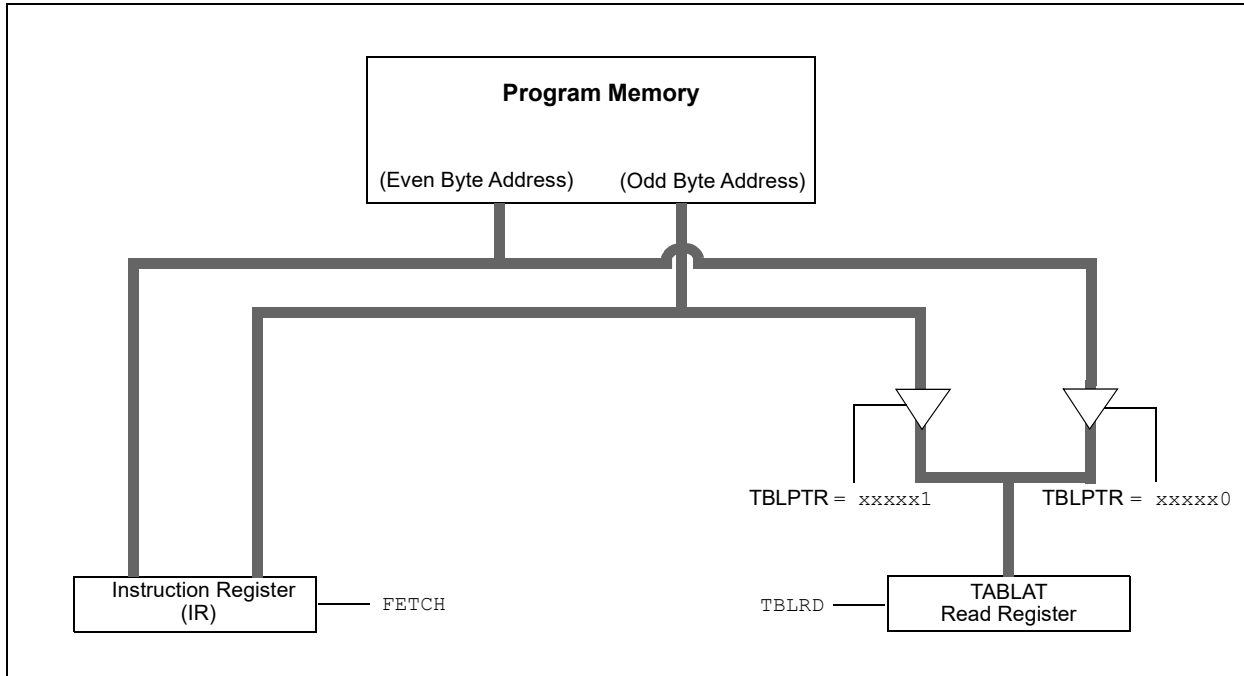 Program Memory
(Even Byte Address) (Odd Byte Address)
TBLPTR = xxxxx1 TBLPTR = xxxxx0
Instruction Register
(IR)
FETCH
TBLRD
TABLAT
Read Register